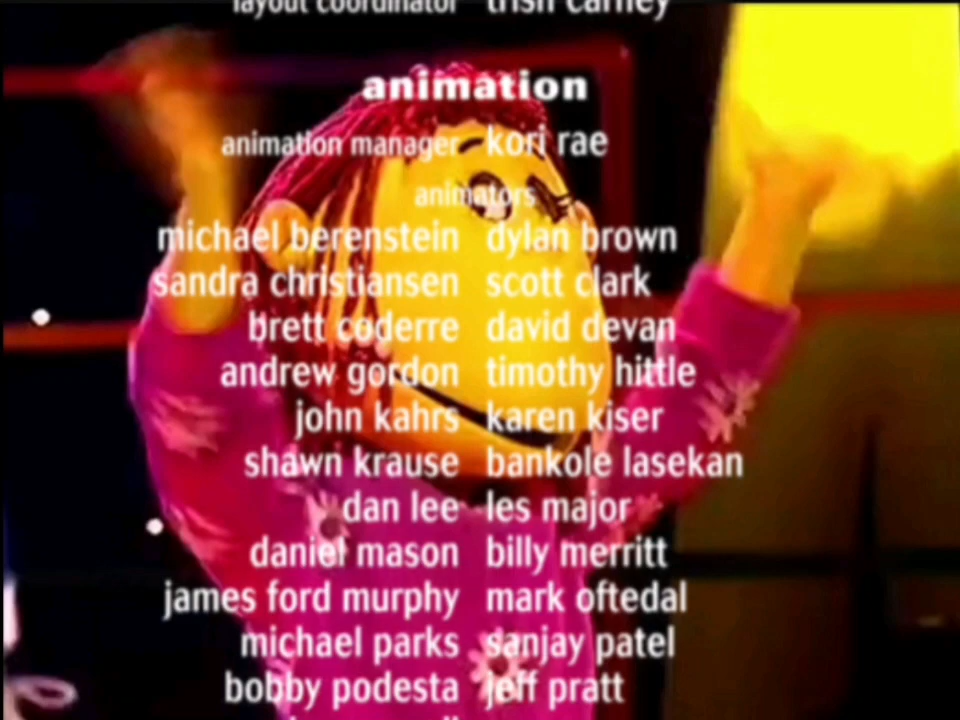 layout coordinator trish carney
animation
animation manager kori rae
animators
michael berenstein dylan brown
sandra christiansen scott clark
brett coderre david devan
andrew gordon timothy hittle
john kahrs karen kiser
shawn krause bankole lasekan
dan lee les major
daniel mason billy merritt
james ford murphy mark oftedal
michael parks sanjay patel
bobby podesta jeff pratt